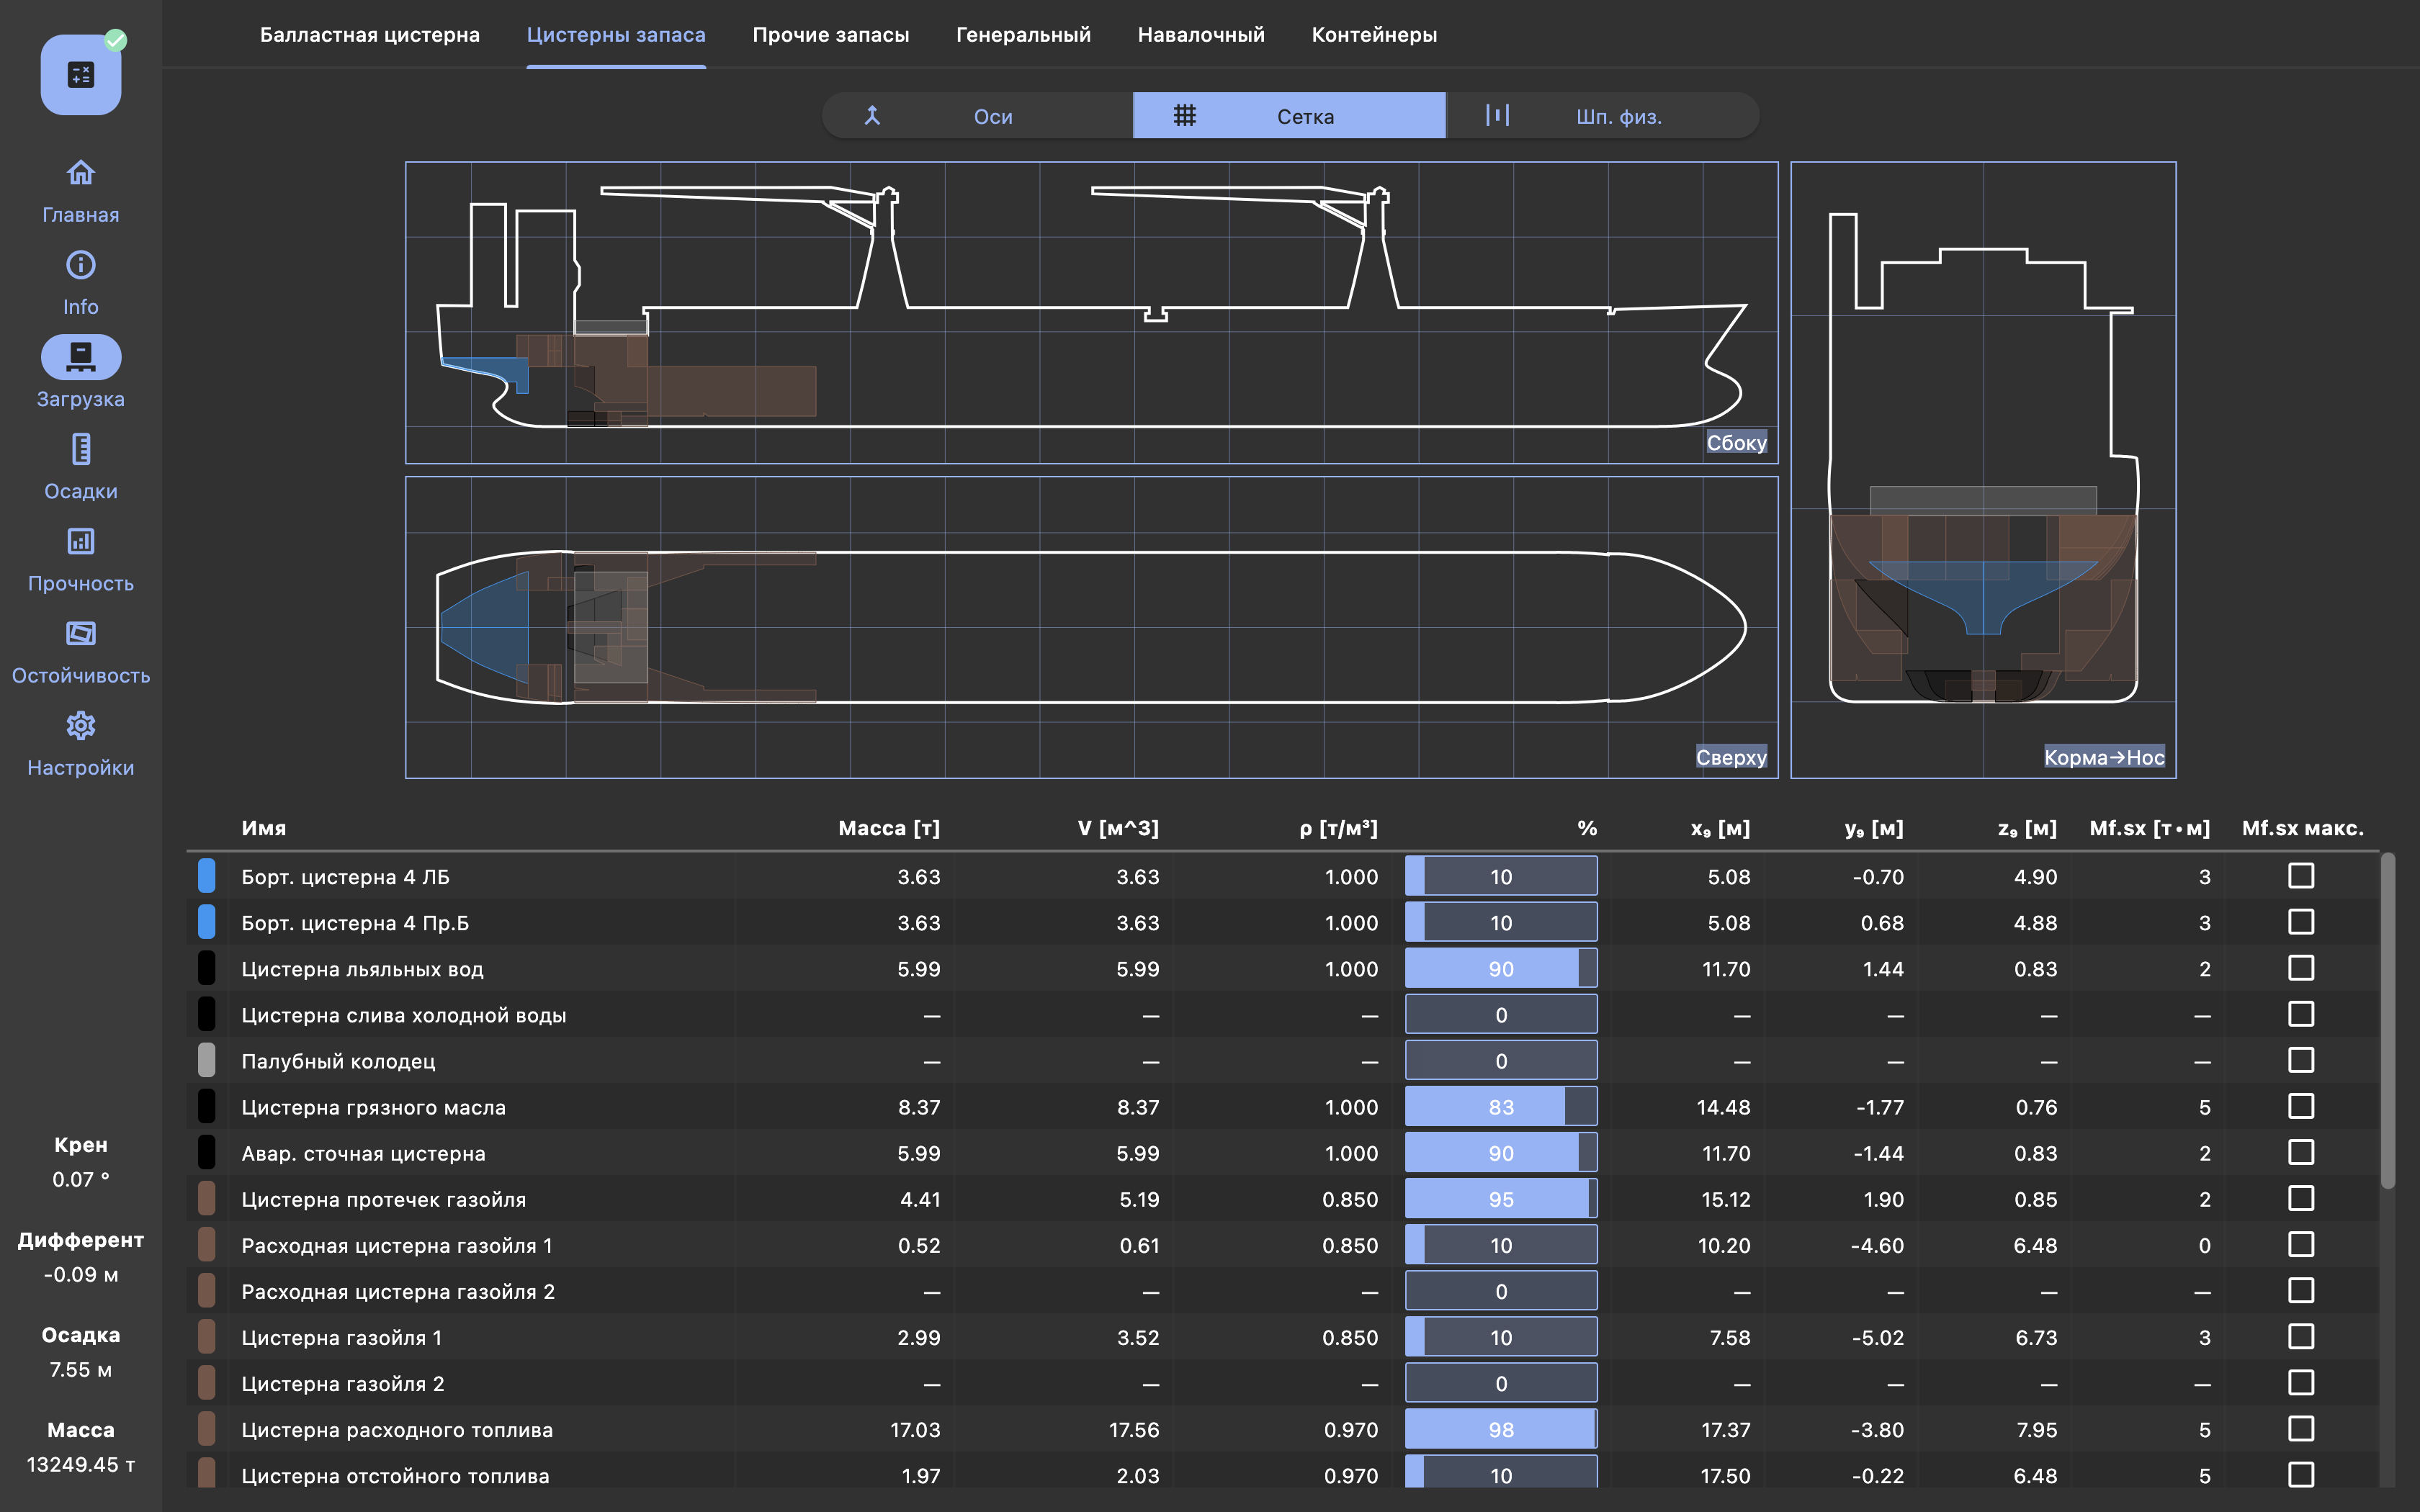 Балластная цистерна Цистерны запаса Прочие запасы Генеральный Навалочный Контейнеры
Оси Сетка Шп. физ.
Главная
Info
Загрузка
Осадки
Прочность
Остойчивость
Настройки
Крен
0.07 °
Дифферент
-0.09 м
Осадка
7.55 м
Масса
13249.45 т
Сбоку
Сверху
Корма→Нос
Имя Масса [т] V [м^3] ρ [т/м³] % x₉ [м] y₉ [м] z₉ [м] Mf.sx [т•м] Mf.sx макс.
Борт. цистерна 4 ЛБ 3.63 3.63 1.000 10 5.08 -0.70 4.90 3
Борт. цистерна 4 Пр.Б 3.63 3.63 1.000 10 5.08 0.68 4.88 3
Цистерна льяльных вод 5.99 5.99 1.000 90 11.70 1.44 0.83 2
Цистерна слива холодной воды — — — 0 — — — —
Палубный колодец — — — 0 — — — —
Цистерна грязного масла 8.37 8.37 1.000 83 14.48 -1.77 0.76 5
Авар. сточная цистерна 5.99 5.99 1.000 90 11.70 -1.44 0.83 2
Цистерна протечек газойля 4.41 5.19 0.850 95 15.12 1.90 0.85 2
Расходная цистерна газойля 1 0.52 0.61 0.850 10 10.20 -4.60 6.48 0
Расходная цистерна газойля 2 — — — 0 — — — —
Цистерна газойля 1 2.99 3.52 0.850 10 7.58 -5.02 6.73 3
Цистерна газойля 2 — — — 0 — — — —
Цистерна расходного топлива 17.03 17.56 0.970 98 17.37 -3.80 7.95 5
Цистерна отстойного топлива 1.97 2.03 0.970 10 17.50 -0.22 6.48 5